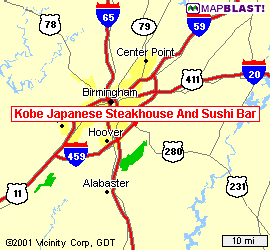 65
MAPBLAST!
78
79
59
Center Point
411
20
Birmingham
Kobe Japanese Steakhouse And Sushi Bar
Hoover
459
280
11
231
Alabaster
©2001 Vicinity Corp, GDT
10 mi